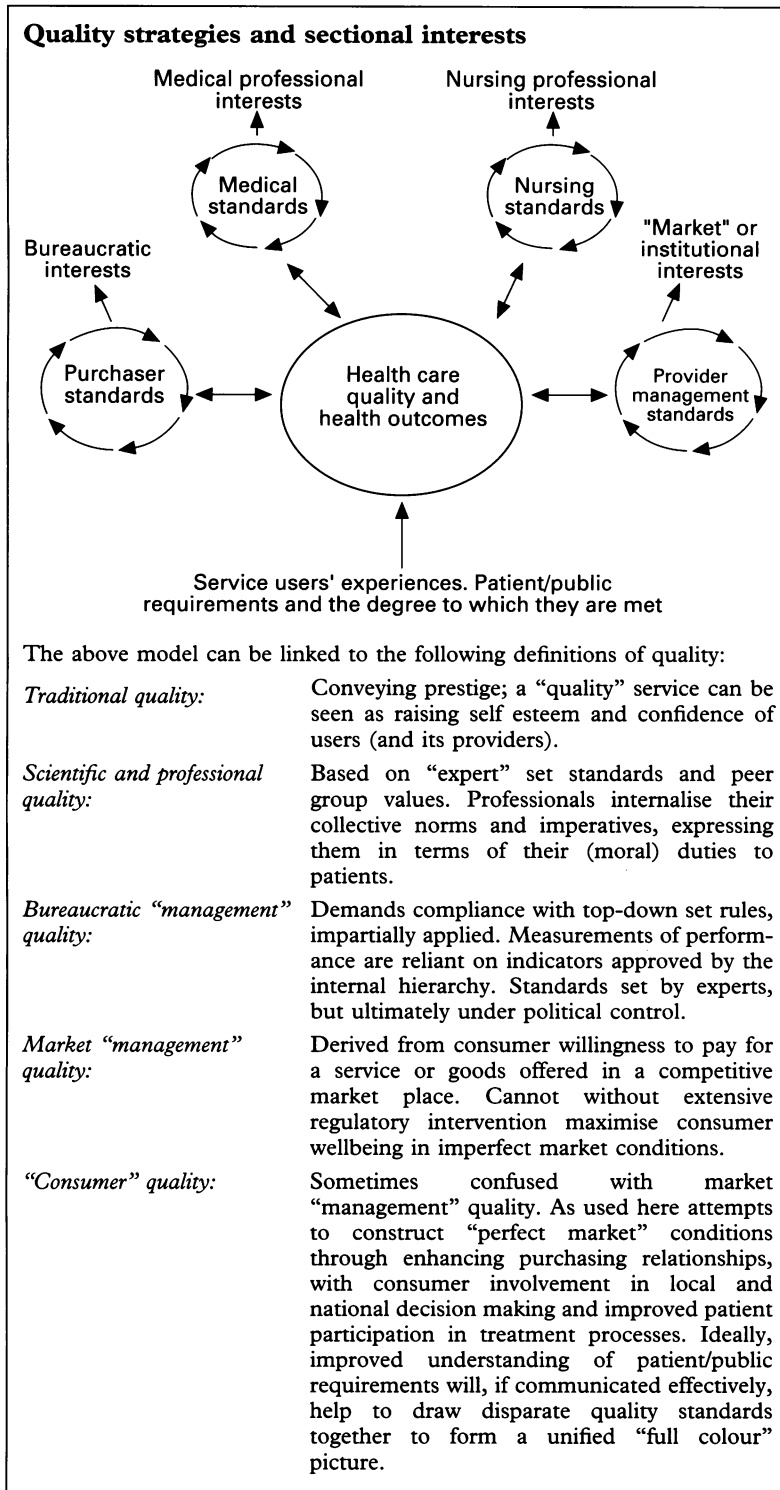 Quality strategies and sectional interests
Medical professional
interests
Nursing professional
interests
Medical
standards
Nursing
standards
Bureaucratic
interests
"Market" or
institutional
interests
Purchaser
standards
Health care
quality and
health outcomes
Provider
management
standards
Service users' experiences. Patient/public
requirements and the degree to which they are met
The above model can be linked to the following definitions of quality:
Traditional quality:
Conveying prestige; a “quality” service can be
seen as raising self esteem and confidence of
users (and its providers).
Scientific and professional
quality:
Based on “expert” set standards and peer
group values. Professionals internalise their
collective norms and imperatives, expressing
them in terms of their (moral) duties to
patients.
Bureaucratic “management”
quality:
Demands compliance with top-down set rules,
impartially applied. Measurements of perform-
ance are reliant on indicators approved by the
internal hierarchy. Standards set by experts,
but ultimately under political control.
Market “management”
quality:
Derived from consumer willingness to pay for
a service or goods offered in a competitive
market place. Cannot without extensive
regulatory intervention maximise consumer
wellbeing in imperfect market conditions.
“Consumer” quality:
Sometimes confused with market
“management” quality. As used here attempts
to construct “perfect market” conditions
through enhancing purchasing relationships,
with consumer involvement in local and
national decision making and improved patient
participation in treatment processes. Ideally,
improved understanding of patient/public
requirements will, if communicated effectively,
help to draw disparate quality standards
together to form a unified “full colour”
picture.